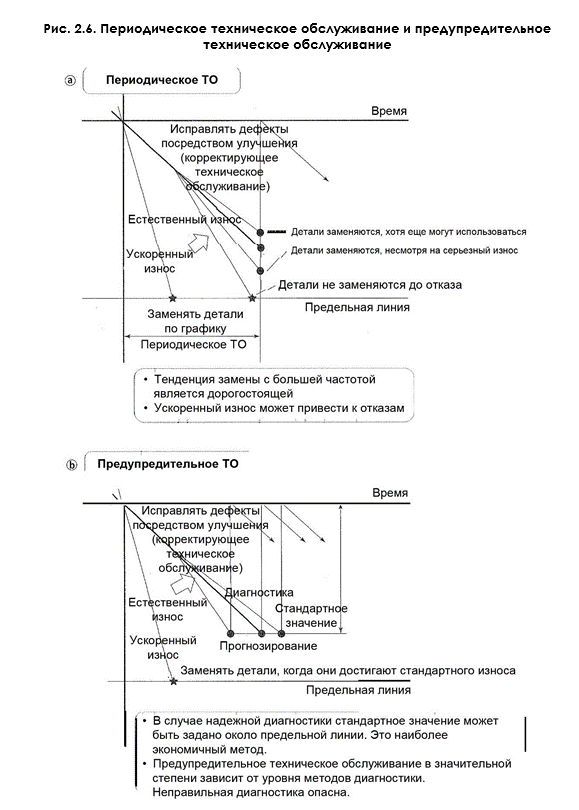 Рис. 2.6. Периодическое техническое обслуживание и предупредительное
техническое обслуживание
a
Периодическое ТО
Время
Исправлять дефекты
посредством улучшения
(корректирующее
техническое
обслуживание)
Естественный износ
Детали заменяются, хотя еще могут использоваться
Детали заменяются, несмотря на серьезный износ
Ускоренный
износ
Детали не заменяются до отказа
Предельная линия
Заменять детали
по графику
Периодическое ТО
• Тенденция замены с большей частотой
является дорогостоящей
• Ускоренный износ может привести к отказам
b
Предупредительное ТО
Время
Исправлять дефекты
посредством улучшения
(корректирующее
техническое
обслуживание)
Диагностика
Естественный
износ
Стандартное
значение
Ускоренный
износ
Прогнозирование
Заменять детали, когда они достигают стандартного износа
Предельная линия
• В случае надежной диагностики стандартное значение может
быть задано около предельной линии. Это наиболее
экономичный метод.
• Предупредительное техническое обслуживание в значительной
степени зависит от уровня методов диагностики.
Неправильная диагностика опасна.